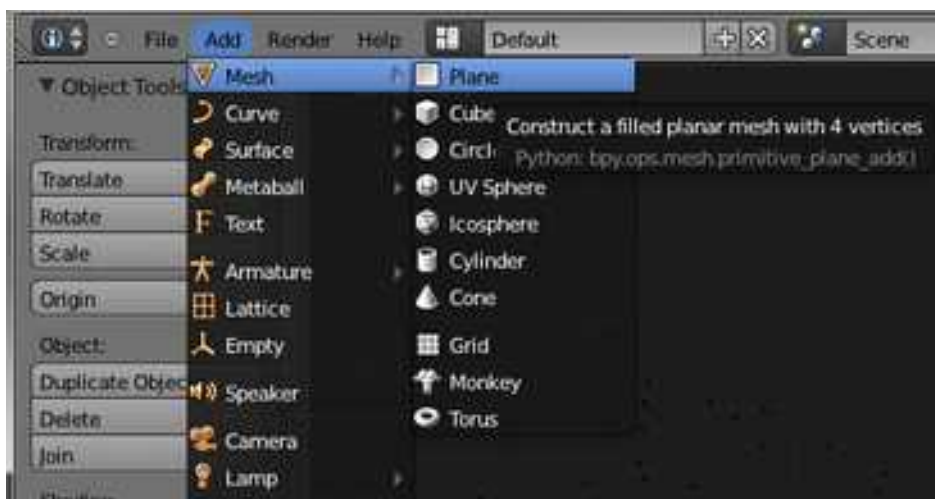 File Add Render Help Default Scene
Object Tools
Transform:
Translate
Rotate
Scale
Origin
Object:
Duplicate Objec
Delete
Join
Mesh
Curve
Surface
Metaball
Text
Armature
Lattice
Empty
Speaker
Camera
Lamp
Plane
Cube
Circl
UV Sphere
Icosphere
Cylinder
Cone
Grid
Monkey
Torus
Construct a filled planar mesh with 4 vertices
Python: bpy.ops.mesh.primitive_plane_add()